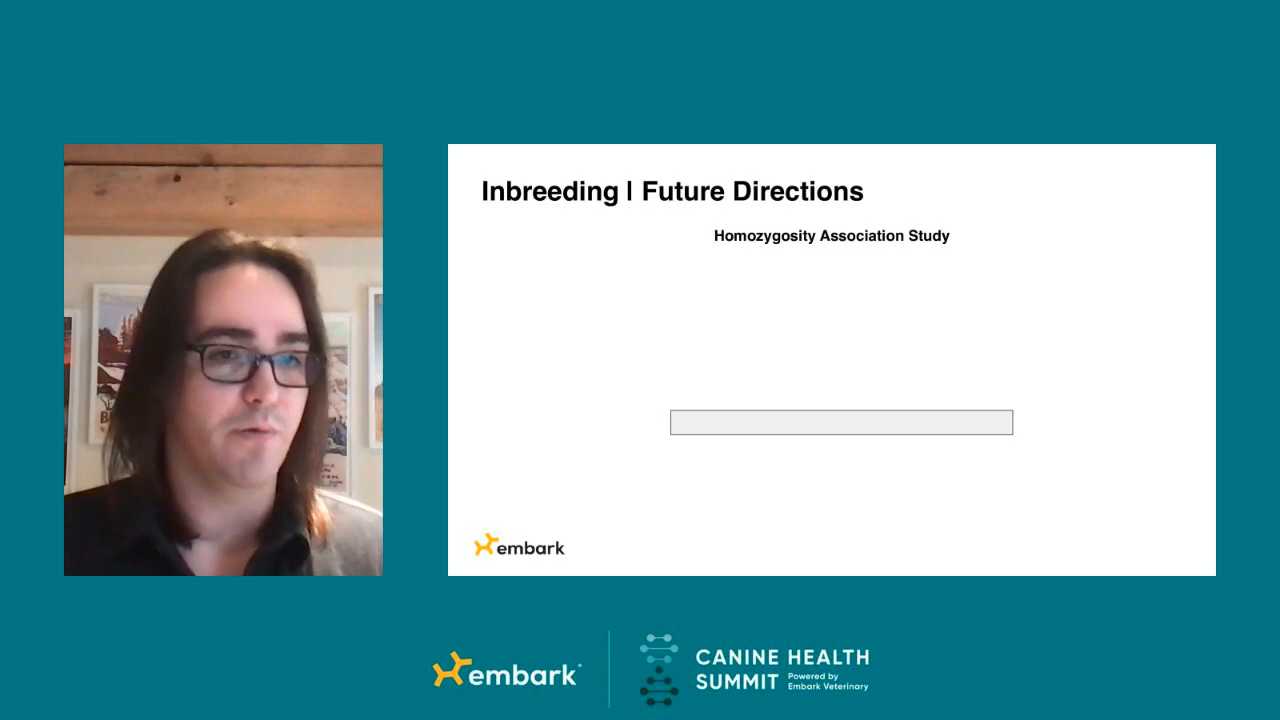 Inbreeding | Future Directions
Homozygosity Association Study
embark
embark
CANINE HEALTH
SUMMIT Powered by
Embark Veterinary